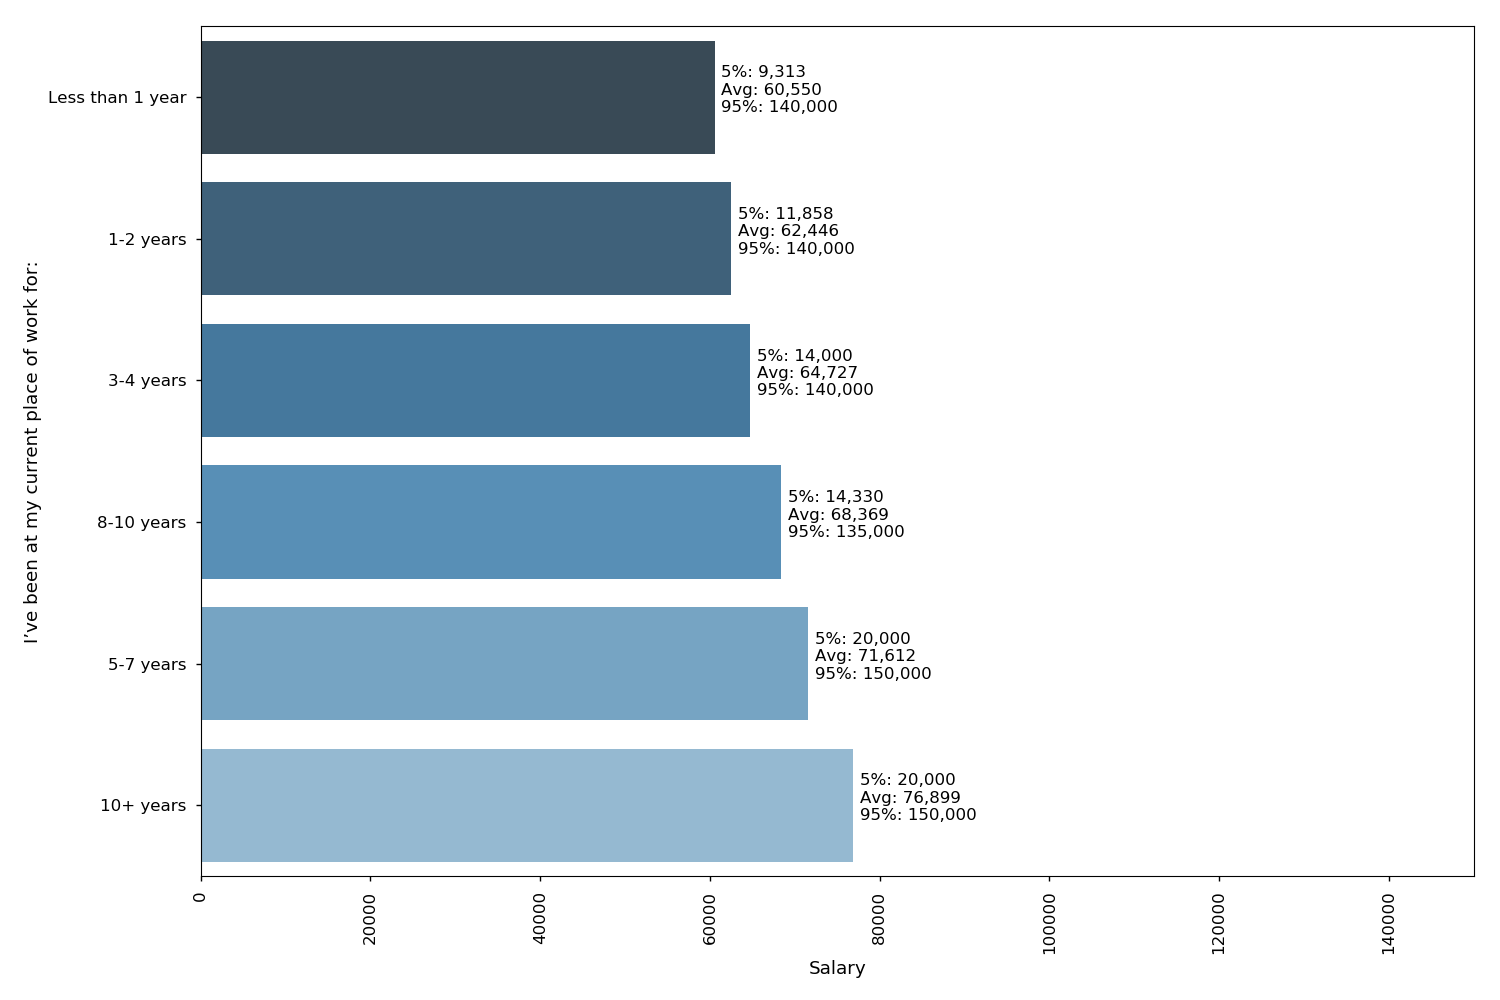 I’ve been at my current place of work for:
Less than 1 year
5%: 9,313
Avg: 60,550
95%: 140,000
1-2 years
5%: 11,858
Avg: 62,446
95%: 140,000
3-4 years
5%: 14,000
Avg: 64,727
95%: 140,000
8-10 years
5%: 14,330
Avg: 68,369
95%: 135,000
5-7 years
5%: 20,000
Avg: 71,612
95%: 150,000
10+ years
5%: 20,000
Avg: 76,899
95%: 150,000
0
20000
40000
60000
80000
100000
120000
140000
Salary